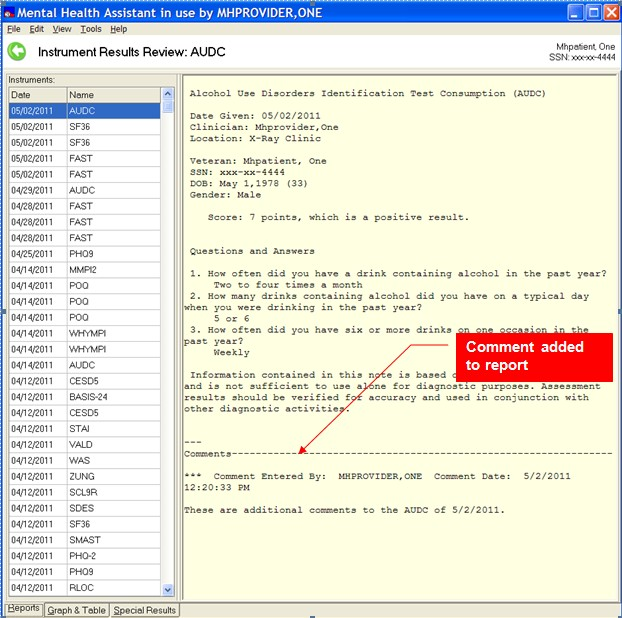 Mental Health Assistant in use by MHPROVIDER,ONE
File Edit View Tools Help
Instrument Results Review: AUDC
Mhpatient, One
SSN: xxx-xx-4444
Instruments:
Date Name
05/02/2011 AUDC
05/02/2011 SF36
05/02/2011 SF36
05/02/2011 FAST
05/02/2011 FAST
04/29/2011 AUDC
04/28/2011 FAST
04/28/2011 FAST
04/28/2011 FAST
04/25/2011 PHQ9
04/14/2011 MMPI2
04/14/2011 POQ
04/14/2011 POQ
04/14/2011 POQ
04/14/2011 WHYMPI
04/14/2011 WHYMPI
04/14/2011 AUDC
04/12/2011 CESD5
04/12/2011 BASIS-24
04/12/2011 CESD5
04/12/2011 STAI
04/12/2011 VALD
04/12/2011 WAS
04/12/2011 ZUNG
04/12/2011 SCL9R
04/12/2011 SDES
04/12/2011 SF36
04/12/2011 SMAST
04/12/2011 PHQ-2
04/12/2011 PHQ9
04/12/2011 RLOC
Alcohol Use Disorders Identification Test Consumption (AUDC)
Date Given: 05/02/2011
Clinician: Mhprovider,One
Location: X-Ray Clinic
Veteran: Mhpatient, One
SSN: xxx-xx-4444
DOB: May 1,1978 (33)
Gender: Male
Score: 7 points, which is a positive result.
Questions and Answers
1. How often did you have a drink containing alcohol in the past year?
Two to four times a month
2. How many drinks containing alcohol did you have on a typical day
when you were drinking in the past year?
5 or 6
3. How often did you have six or more drinks on one occasion in the
past year?
Weekly
Comment added
to report
Information contained in this note is based
and is not sufficient to use alone for diagnostic purposes. Assessment
results should be verified for accuracy and used in conjunction with
other diagnostic activities.
---
Comments------------------------------------------------------------
*** Comment Entered By: MHPROVIDER,ONE Comment Date: 5/2/2011
12:20:33 PM
These are additional comments to the AUDC of 5/2/2011.
Reports Graph & Table Special Results